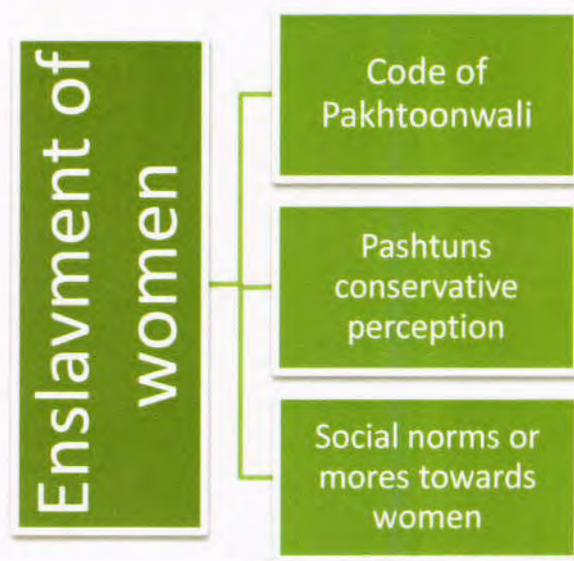 Enslavment of
women
Code of
Pakhtoonwali
Pashtuns
conservative
perception
Social norms or
mores towards
women